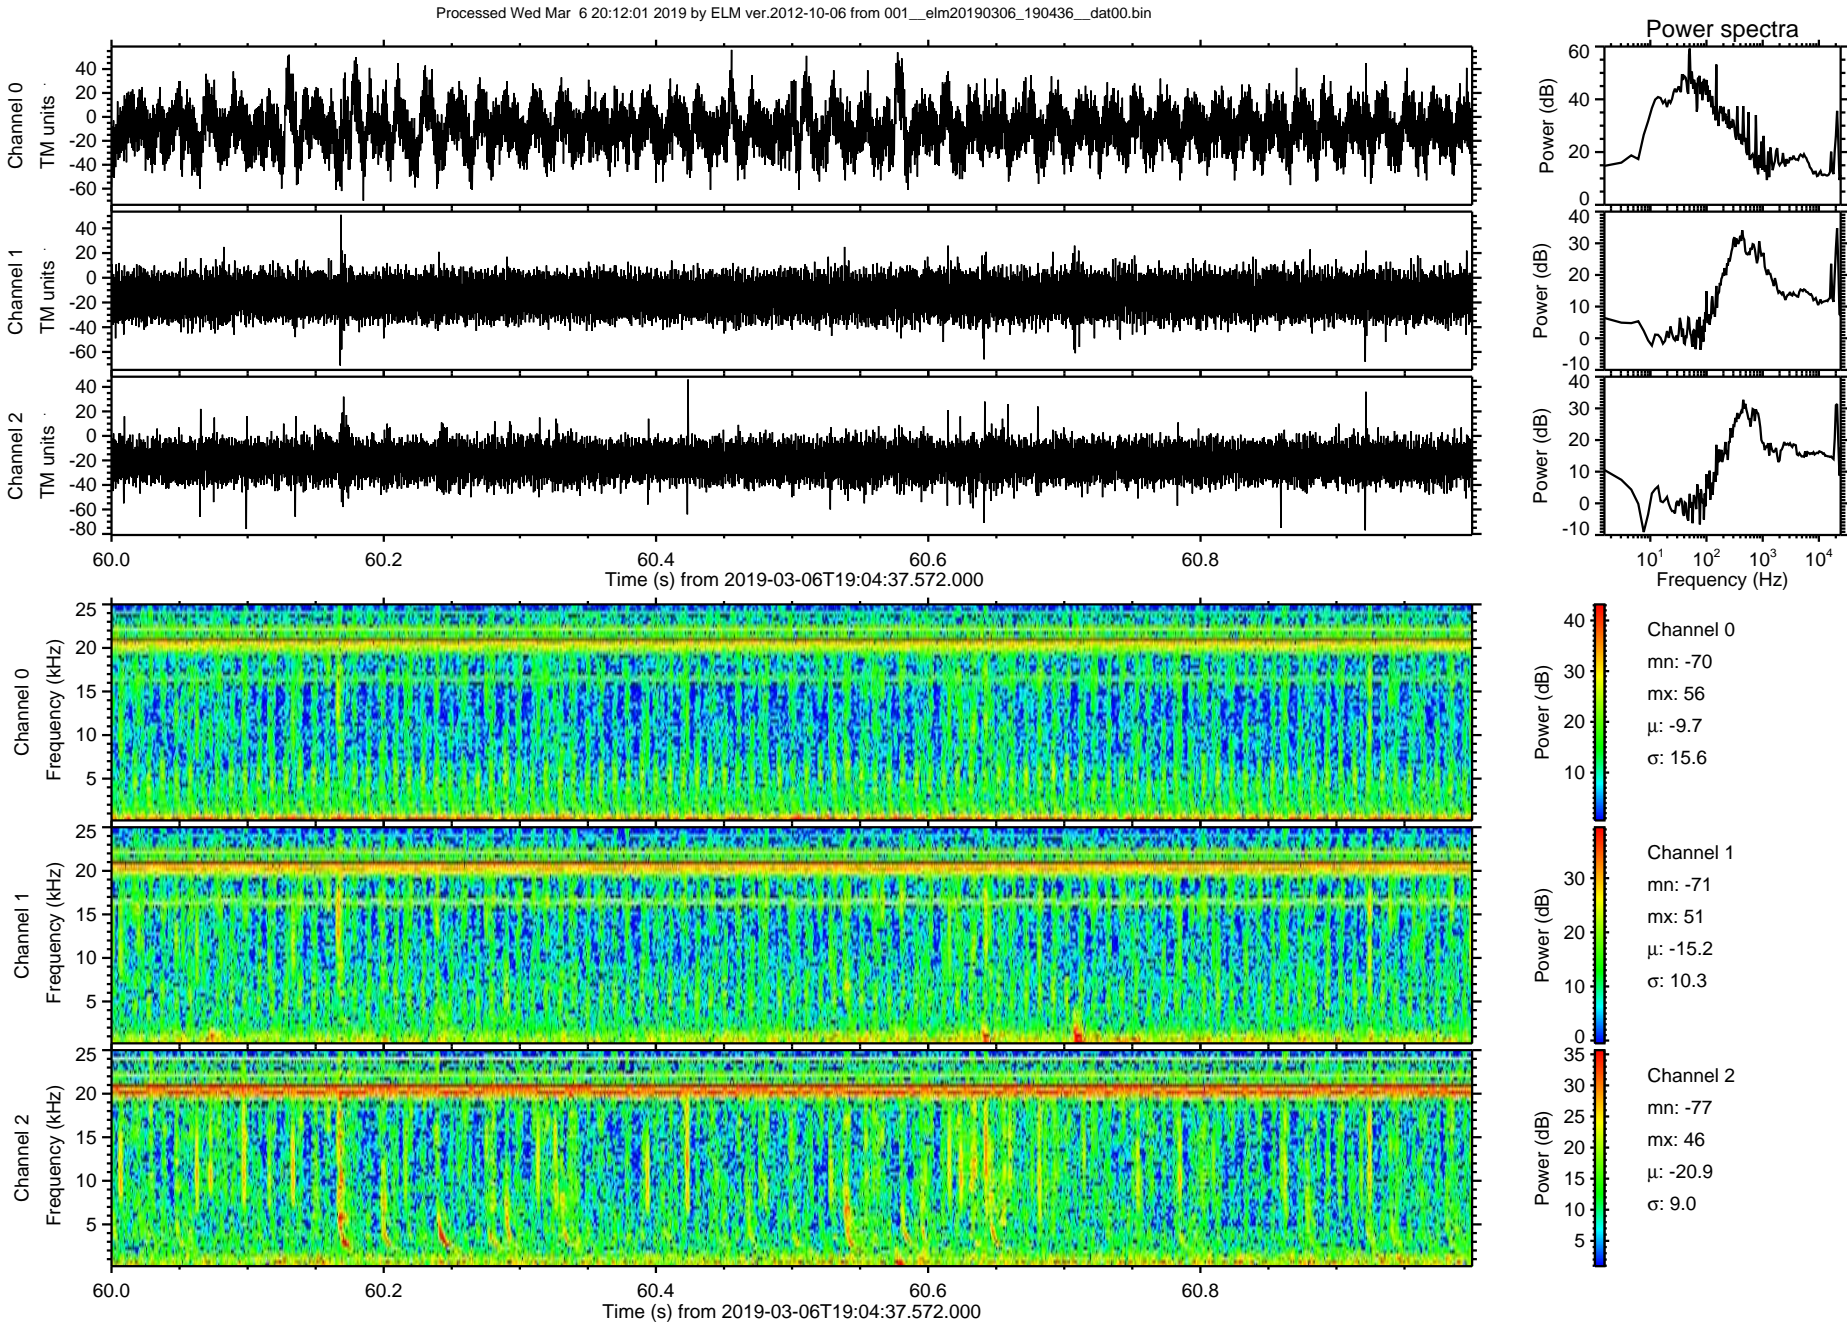 Processed Wed Mar  6 20:12:01 2019 by ELM ver.2012-10-06 from 001__elm20190306_190436__dat00.bin
Power spectra
Channel 0
TM units
40
20
0
-20
-40
-60
Power (dB)
60
40
20
0
Channel 1
TM units
40
20
0
-20
-40
-60
Power (dB)
40
30
20
10
0
-10
Channel 2
TM units
40
20
0
-20
-40
-60
-80
Power (dB)
40
30
20
10
0
-10
60.0 60.2 60.4 60.6 60.8
Time (s) from 2019-03-06T19:04:37.572.000
10^1 10^2 10^3 10^4
Frequency (Hz)
Channel 0
Frequency (kHz)
25
20
15
10
5
Power (dB)
40
30
20
10
Channel 0
mn: -70
mx: 56
μ: -9.7
σ: 15.6
Channel 1
Frequency (kHz)
25
20
15
10
5
Power (dB)
30
20
10
0
Channel 1
mn: -71
mx: 51
μ: -15.2
σ: 10.3
Channel 2
Frequency (kHz)
25
20
15
10
5
Power (dB)
35
30
25
20
15
10
5
Channel 2
mn: -77
mx: 46
μ: -20.9
σ: 9.0
60.0 60.2 60.4 60.6 60.8
Time (s) from 2019-03-06T19:04:37.572.000